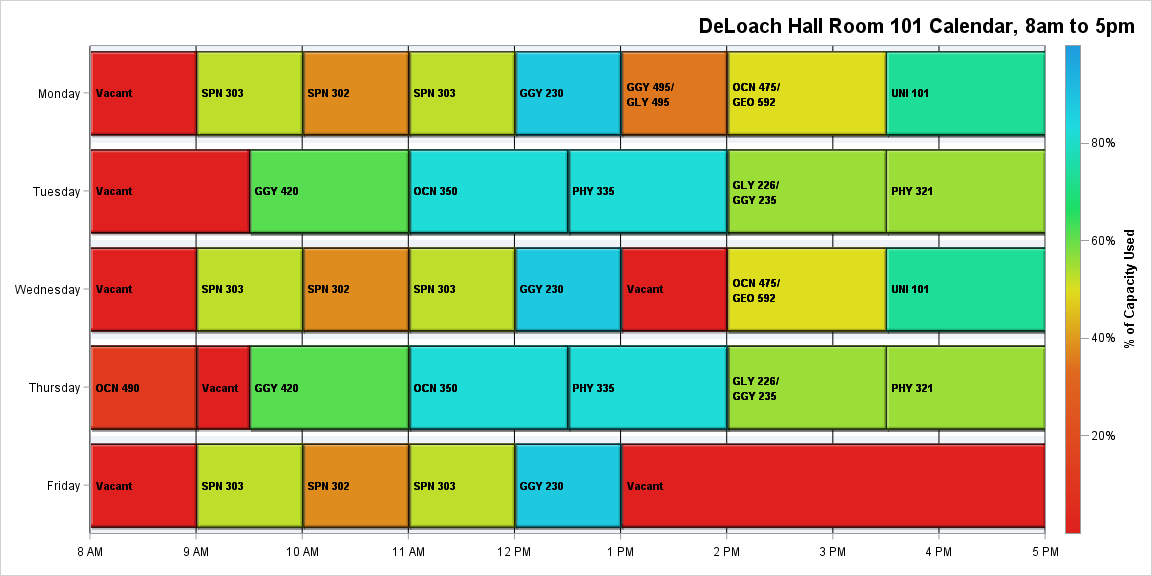 DeLoach Hall Room 101 Calendar, 8am to 5pm
Monday
Vacant
SPN 303
SPN 302
SPN 303
GGY 230
GGY 495/
GLY 495
OCN 475/
GEO 592
UNI 101
Tuesday
Vacant
GGY 420
OCN 350
PHY 335
GLY 226/
GGY 235
PHY 321
Wednesday
Vacant
SPN 303
SPN 302
SPN 303
GGY 230
Vacant
OCN 475/
GEO 592
UNI 101
Thursday
OCN 490
Vacant
GGY 420
OCN 350
PHY 335
GLY 226/
GGY 235
PHY 321
Friday
Vacant
SPN 303
SPN 302
SPN 303
GGY 230
Vacant
8 AM
9 AM
10 AM
11 AM
12 PM
1 PM
2 PM
3 PM
4 PM
5 PM
80%
60%
40%
20%
% of Capacity Used